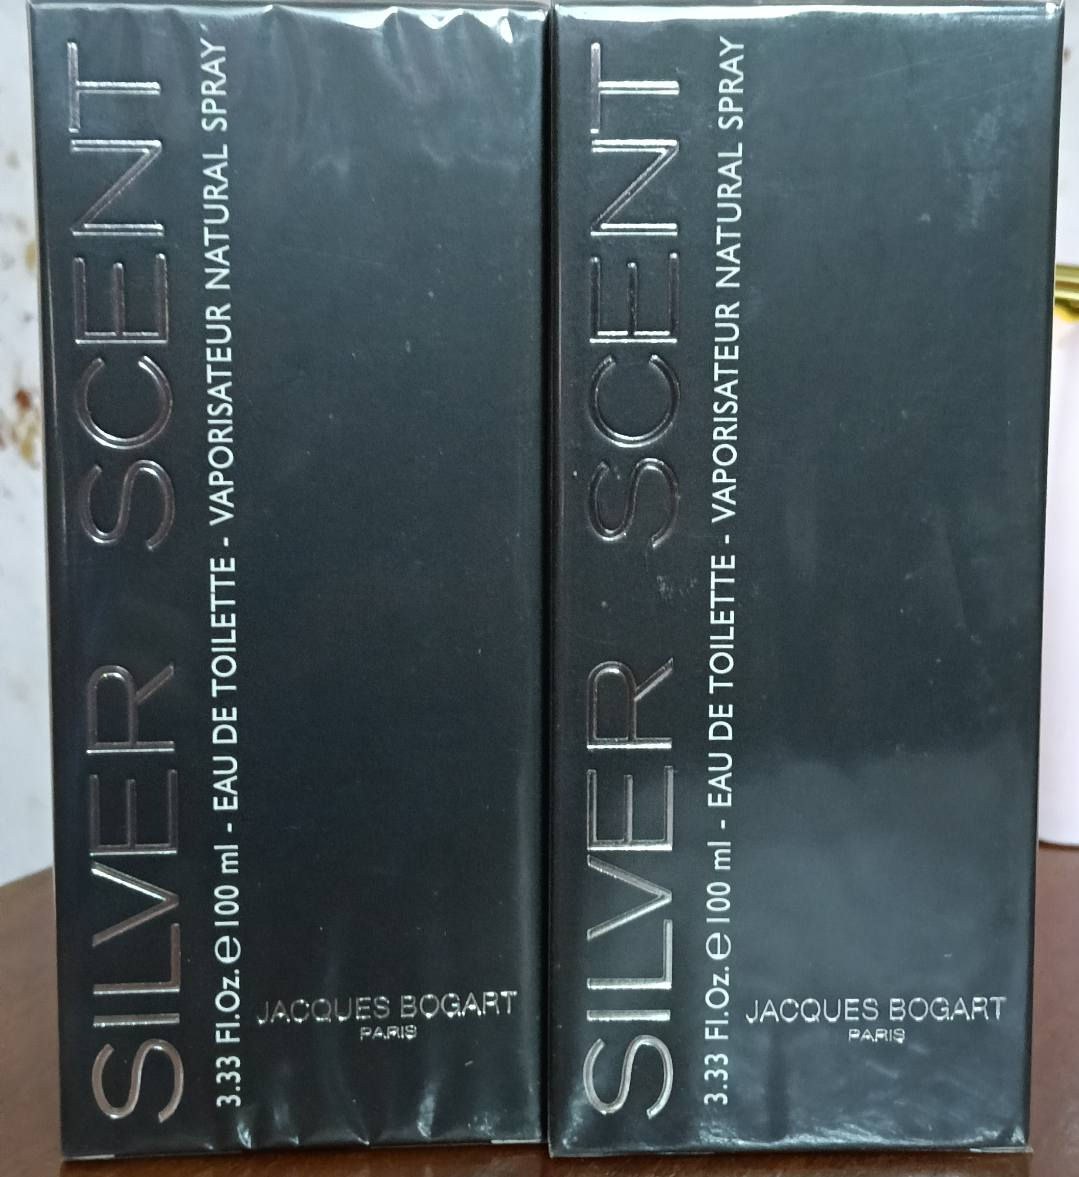 SILVER SCENT
3.33 Fl.Oz. ℮ 100 ml - EAU DE TOILETTE - VAPORISATEUR NATURAL SPRAY
JACQUES BOGART
PARIS
SILVER SCENT
3.33 Fl.Oz. ℮ 100 ml - EAU DE TOILETTE - VAPORISATEUR NATURAL SPRAY
JACQUES BOGART
PARIS